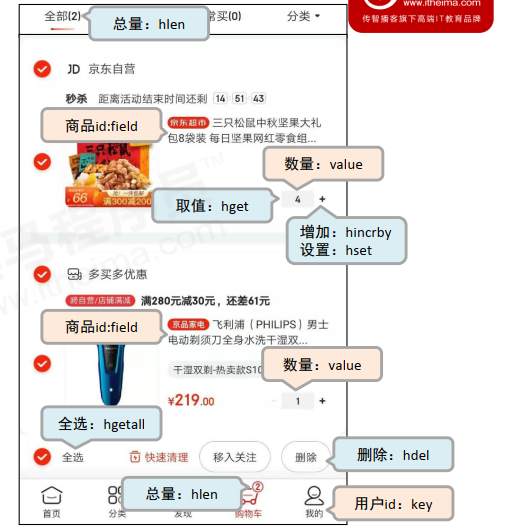 www.itheima.com
传智播客旗下高端IT教育品牌
全部(2)
总量：hlen
常买(0)
分类
JD 京东自营
秒杀 距离活动结束时间还剩 14:51:43
商品id:field
京东超市 三只松鼠中秋坚果大礼
包8袋装 每日坚果网红零食组...
三只松鼠
数量：value
66
满300减200
取值：hget
4 +
增加：hincrby
设置：hset
多买多优惠
跨自营/店铺满减 满280元减30元，还差61元
商品id:field
京品家电 飞利浦（PHILIPS）男士
电动剃须刀全身水洗干湿双...
数量：value
干湿双剃-热卖款S10
¥219.00
- 1 +
全选：hgetall
全选
快速清理
移入关注
删除
删除：hdel
总量：hlen
2
用户id：key
首页
分类
发现
购物车
我的